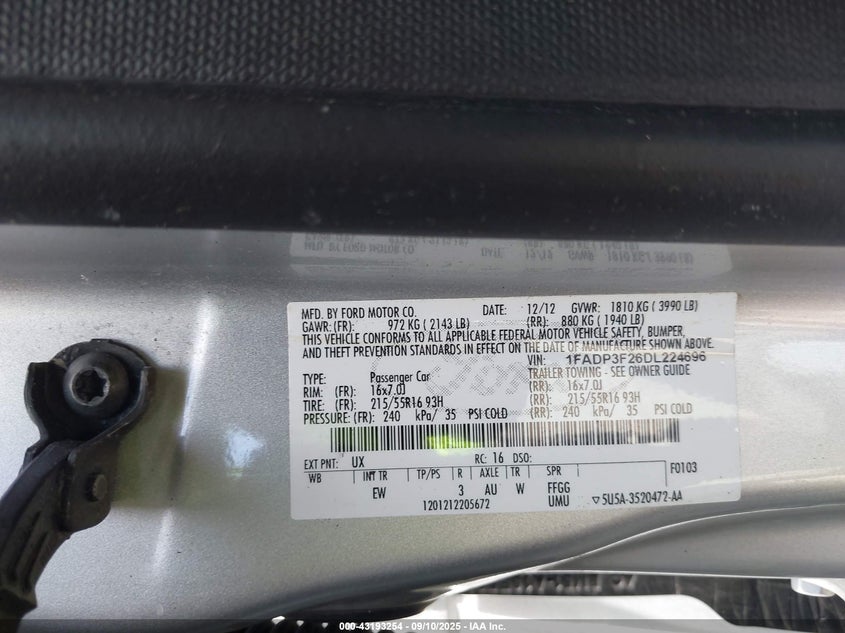 MFD. BY FORD MOTOR CO. DATE: 12/12 GVWR: 1810 KG ( 3990 LB)
GAWR: (FR): 972 KG ( 2143 LB) (RR): 880 KG ( 1940 LB)
THIS VEHICLE CONFORMS TO ALL APPLICABLE FEDERAL MOTOR VEHICLE SAFETY, BUMPER,
AND THEFT PREVENTION STANDARDS IN EFFECT ON THE DATE OF MANUFACTURE SHOWN ABOVE.
VIN: 1FADP3F26DL224696
TYPE: Passenger Car TRAILER TOWING - SEE OWNER GUIDE
RIM: (FR): 16x7.0J (RR): 16x7.0J
TIRE: (FR): 215/55R16 93H (RR): 215/55R16 93H
PRESSURE: (FR): 240 kPa/ 35 PSI COLD (RR): 240 kPa/ 35 PSI COLD
EXT PNT: UX RC: 16 DSO: F0103
WB INT TR TP/PS R AXLE TR SPR
EW 3 AU W FFGG
1201212205672 UMU ▽5U5A-3520472-AA
000-43193254 - 09/10/2025 - IAA Inc.